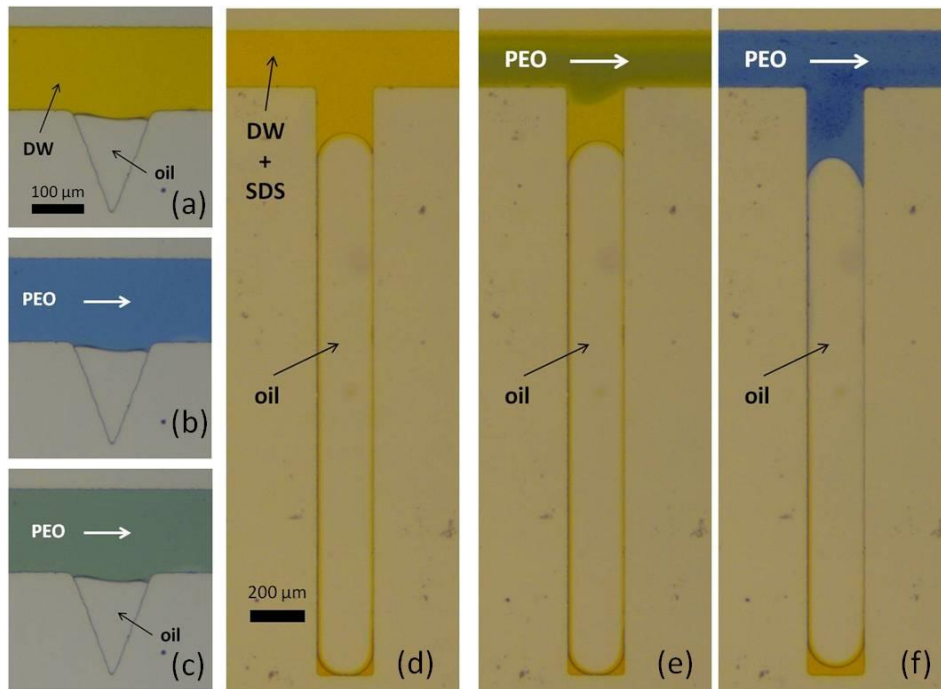 DW
oil
100 µm
(a)
PEO
(b)
PEO
oil
(c)
DW
+
SDS
oil
200 µm
(d)
PEO
oil
(e)
PEO
oil
(f)